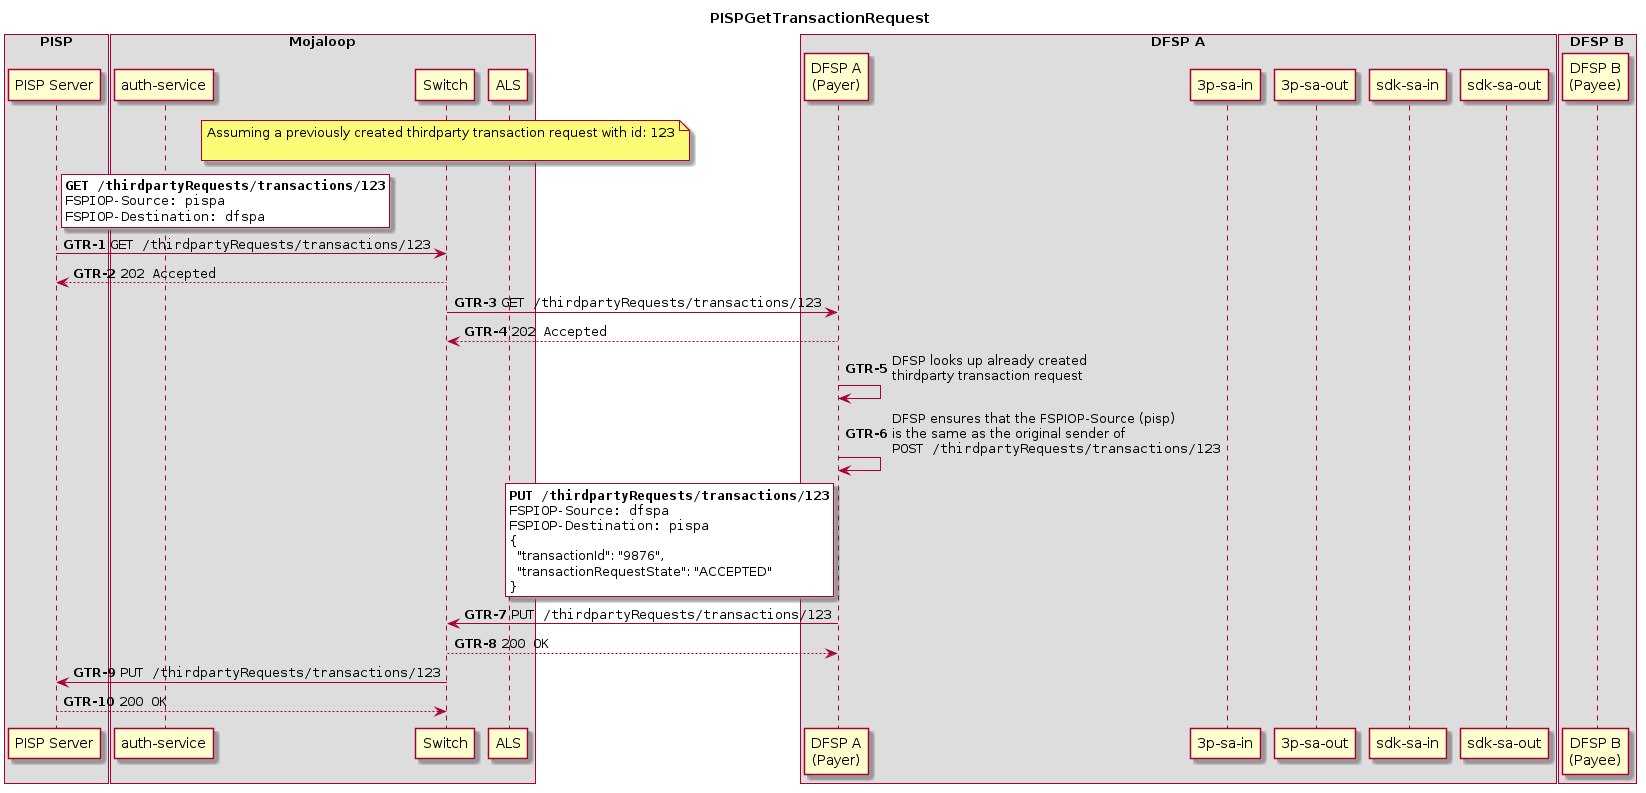 PISPGetTransactionRequest
PISP
Mojaloop
DFSP A
DFSP B
PISP Server
auth-service
Switch
ALS
DFSP A
(Payer)
3p-sa-in
3p-sa-out
sdk-sa-in
sdk-sa-out
DFSP B
(Payee)
Assuming a previously created thirdparty transaction request with id: 123
GET /thirdpartyRequests/transactions/123
FSPIOP-Source: pispa
FSPIOP-Destination: dfspa
GTR-1 GET /thirdpartyRequests/transactions/123
GTR-2 202 Accepted
GTR-3 GET /thirdpartyRequests/transactions/123
GTR-4 202 Accepted
GTR-5 DFSP looks up already created
thirdparty transaction request
DFSP ensures that the FSPIOP-Source (pisp)
GTR-6 is the same as the original sender of
POST /thirdpartyRequests/transactions/123
PUT /thirdpartyRequests/transactions/123
FSPIOP-Source: dfspa
FSPIOP-Destination: pispa
{
"transactionId": "9876",
"transactionRequestState": "ACCEPTED"
}
GTR-7 PUT /thirdpartyRequests/transactions/123
GTR-8 200 OK
GTR-9 PUT /thirdpartyRequests/transactions/123
GTR-10 200 OK
PISP Server
auth-service
Switch
ALS
DFSP A
(Payer)
3p-sa-in
3p-sa-out
sdk-sa-in
sdk-sa-out
DFSP B
(Payee)